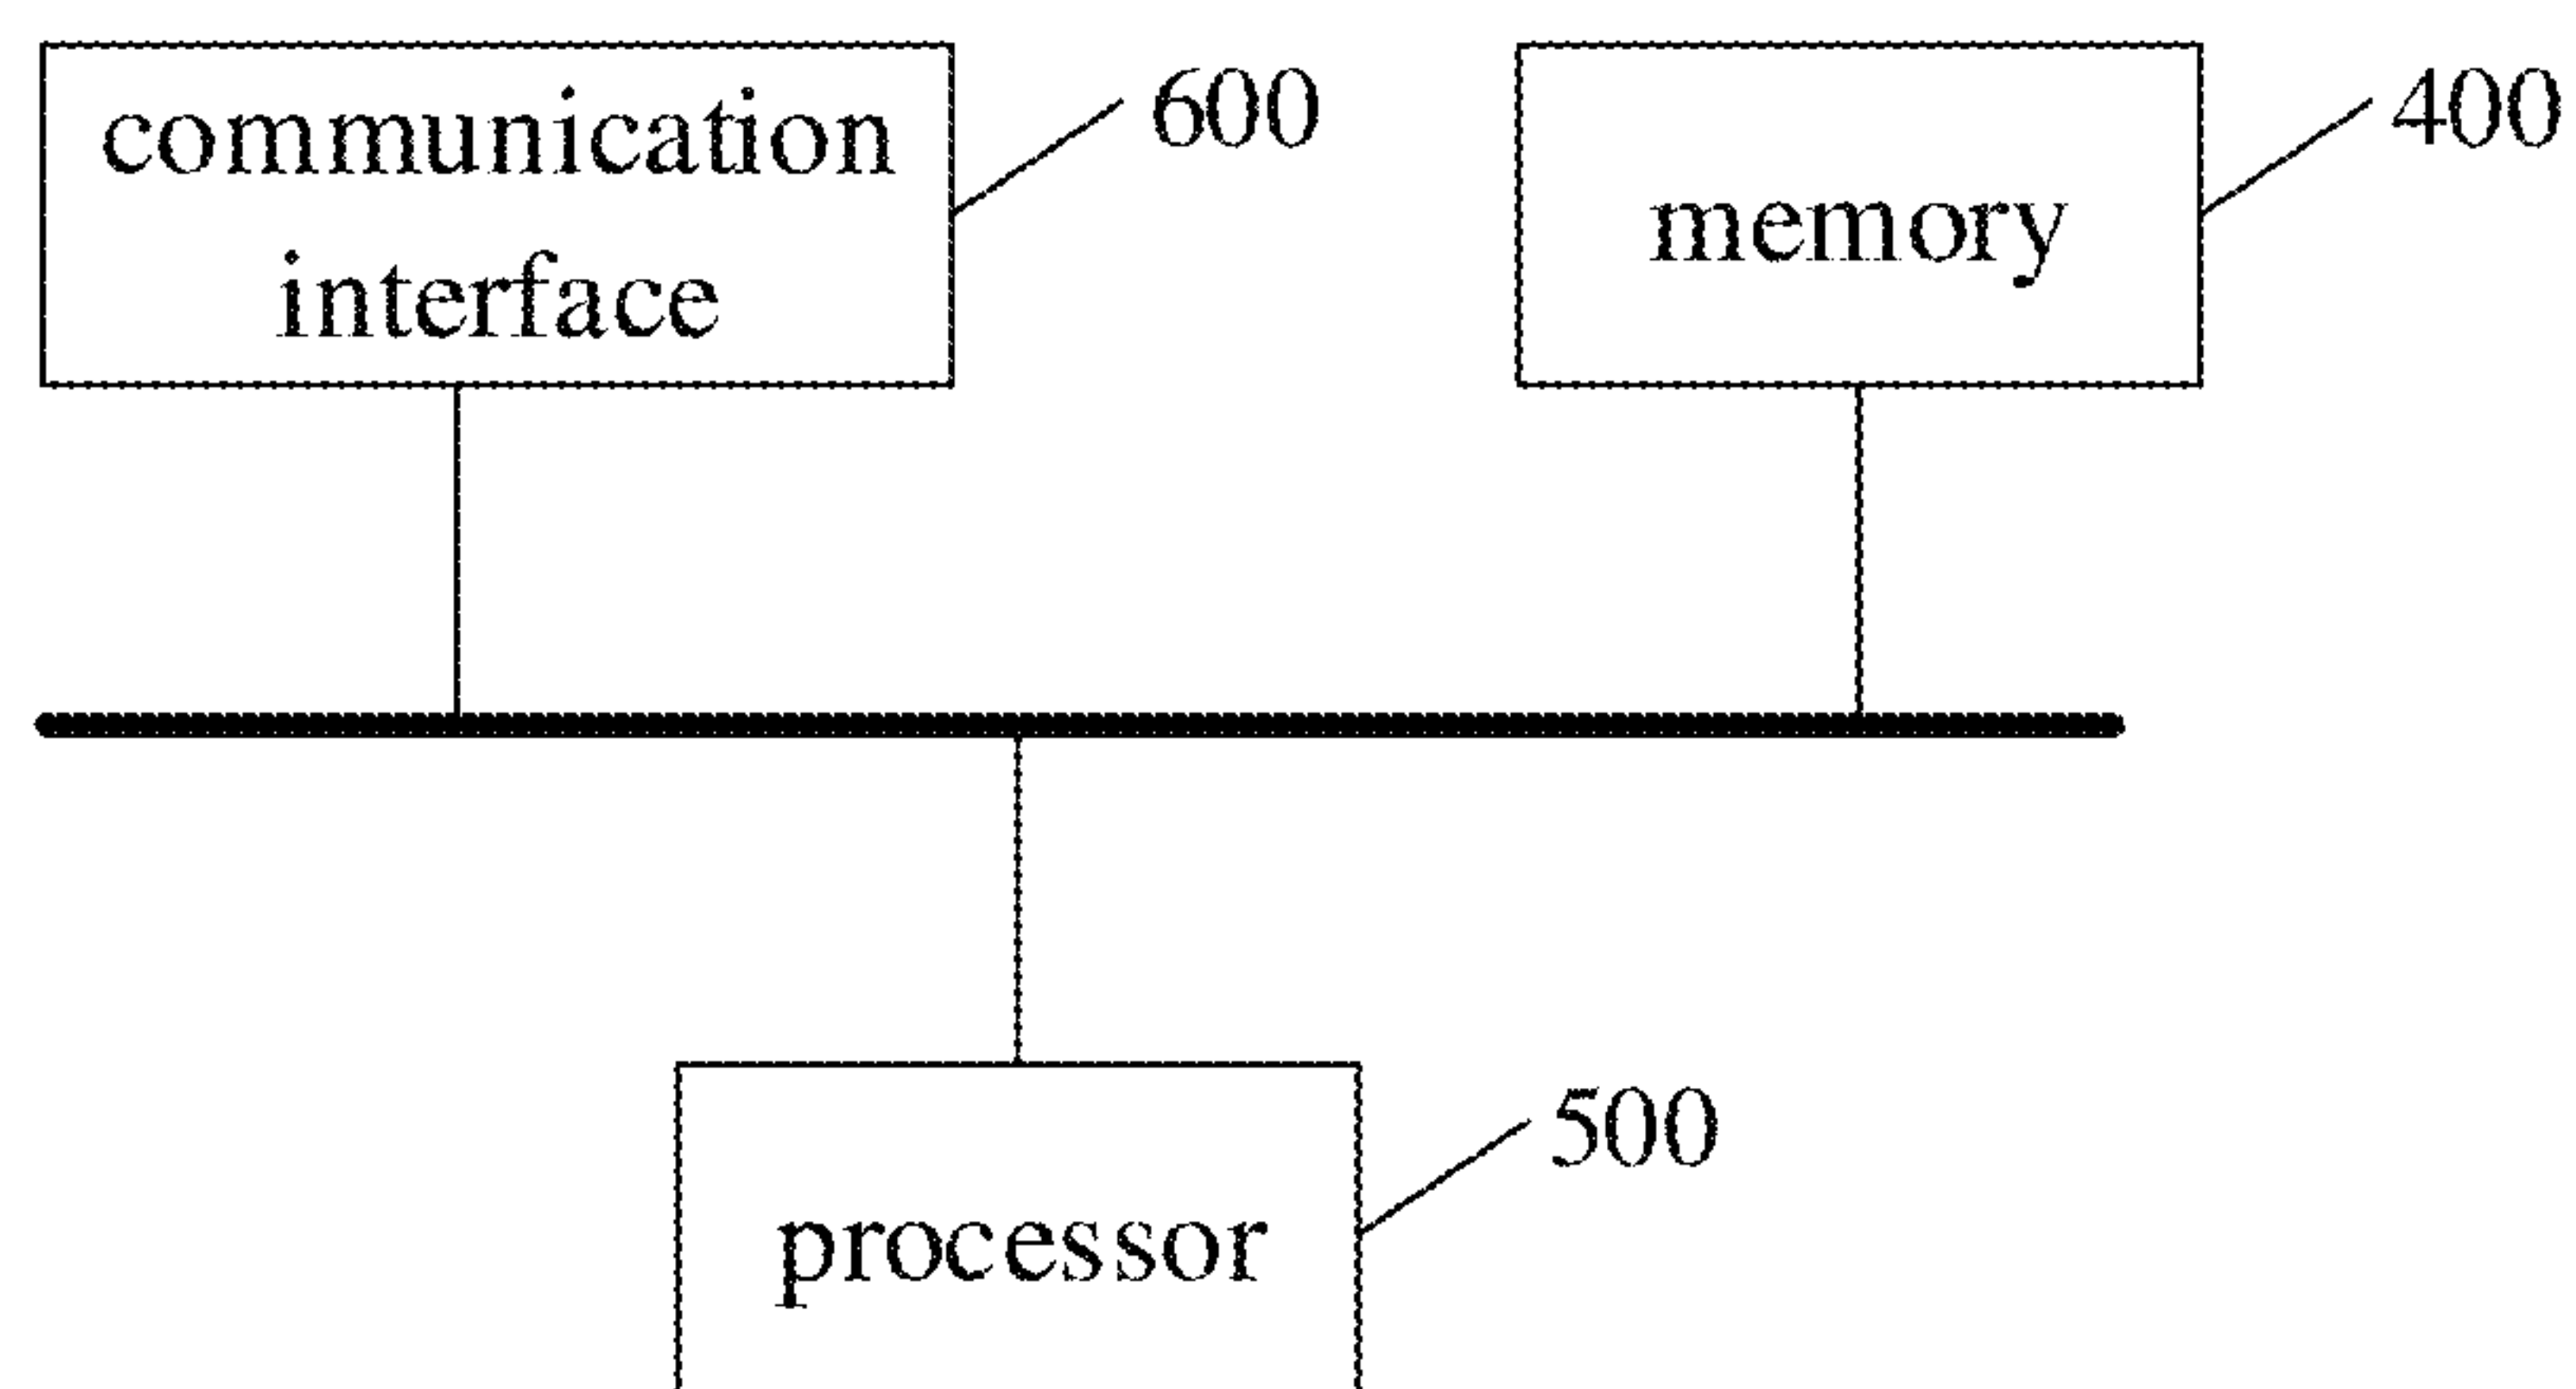 communication
interface
600
memory
400
processor
500